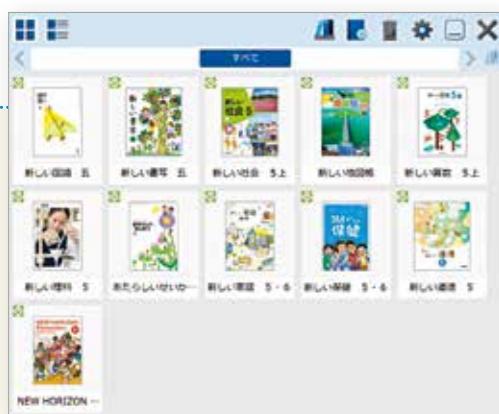 すべて
新しい国語 五
新しい書写 五
新しい社会 5上
新しい地図帳
新しい算数 5上
新しい理科 5
あたらしいせいか…
新しい家庭 5・6
新しい保健 5・6
新しい道徳 5
NEW HORIZON …